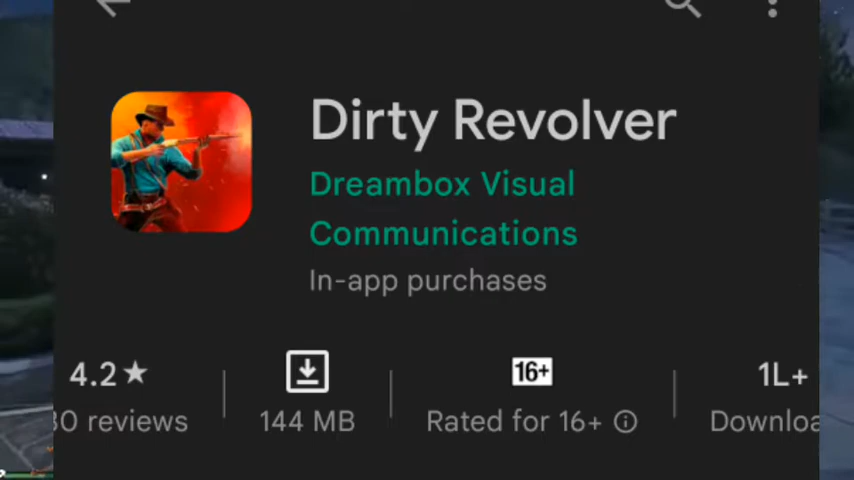 Dirty Revolver
Dreambox Visual
Communications
In-app purchases
4.2★ 16+ 1L+
reviews 144 MB Rated for 16+